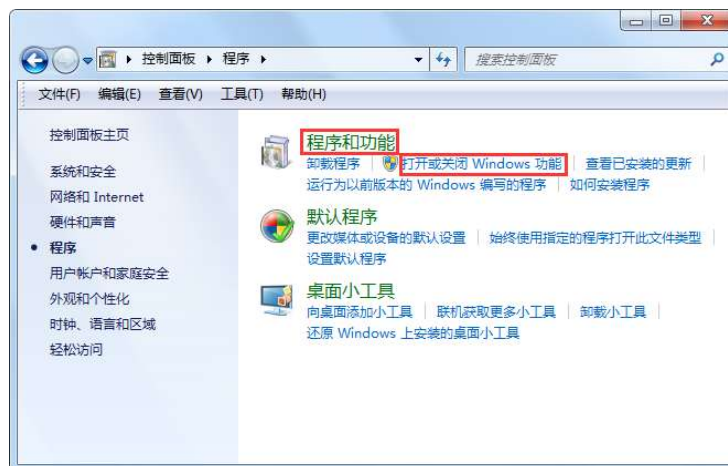 控制面板 程序
搜索控制面板
文件(F) 编辑(E) 查看(V) 工具(T) 帮助(H)
控制面板主页
系统和安全
网络和 Internet
硬件和声音
程序
用户帐户和家庭安全
外观和个性化
时钟、语言和区域
轻松访问
程序和功能
卸载程序 打开或关闭 Windows 功能 查看已安装的更新
运行为以前版本的 Windows 编写的程序 如何安装程序
默认程序
更改媒体或设备的默认设置 始终使用指定的程序打开此文件类型
设置默认程序
桌面小工具
向桌面添加小工具 联机获取更多小工具 卸载小工具
还原 Windows 上安装的桌面小工具